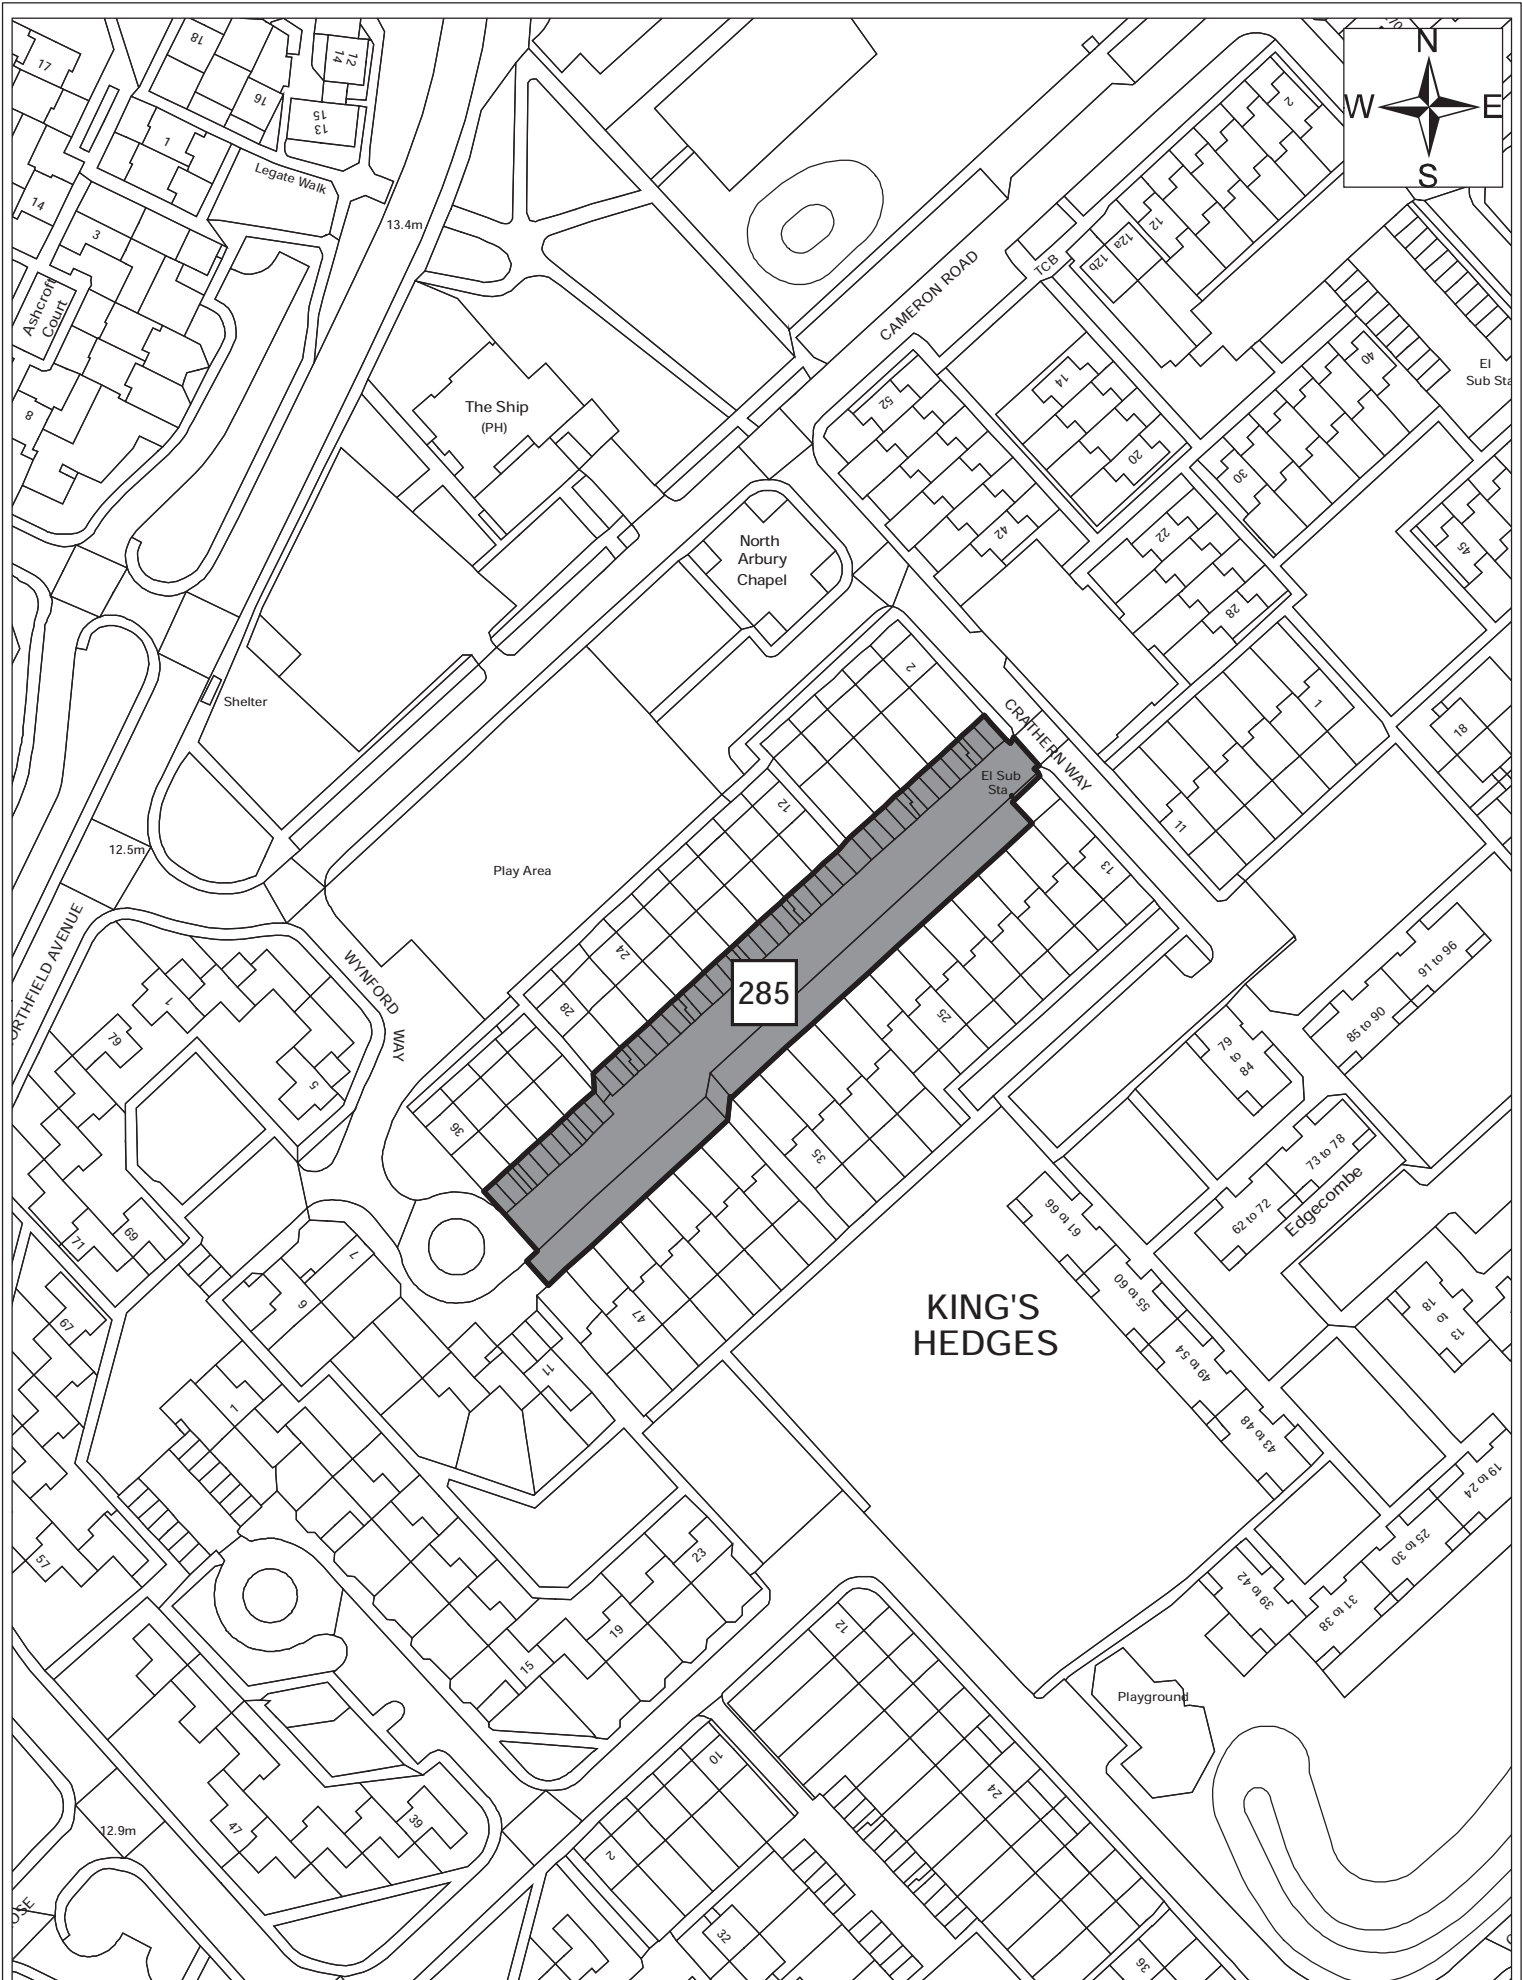 N
W
E
S
17
18
16
12
14
15
13
1
14
3
Legate Walk
13.4m
Ashcroft
Court
8
2
12
12a
12b
TCB
CAMERON ROAD
El
Sub Sta
40
30
14
20
52
42
22
28
45
The Ship
(PH)
North
Arbury
Chapel
Shelter
2
CRATHERN WAY
1
18
11
El Sub
Sta
12
13
12.5m
Play Area
24
28
285
25
35
36
47
WYNFORD
WAY
1
79
5
71
69
67
7
9
11
1
57
91 to 96
85 to 90
79
to
84
73 to 78
62 to 72
Edgecombe
61 to 66
55 to 60
49 to 54
43 to 48
13
to
18
19 to 24
25 to 30
31 to 38
39 to 42
KING'S
HEDGES
23
19
15
12
Playground
24
10
2
32
36
39
47
12.9m